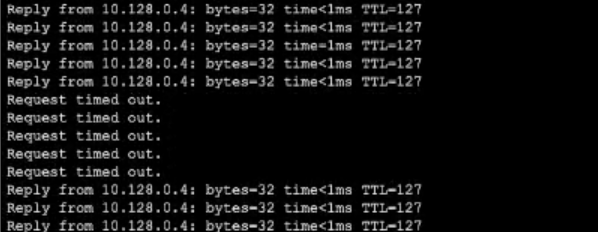 Reply from 10.128.0.4: bytes=32 time<1ms TTL=127
Reply from 10.128.0.4: bytes=32 time<1ms TTL=127
Reply from 10.128.0.4: bytes=32 time=1ms TTL=127
Reply from 10.128.0.4: bytes=32 time<1ms TTL=127
Reply from 10.128.0.4: bytes=32 time<1ms TTL=127
Request timed out.
Request timed out.
Request timed out.
Request timed out.
Request timed out.
Reply from 10.128.0.4: bytes=32 time<1ms TTL=127
Reply from 10.128.0.4: bytes=32 time<1ms TTL=127
Reply from 10.128.0.4: bytes=32 time<1ms TTL=127